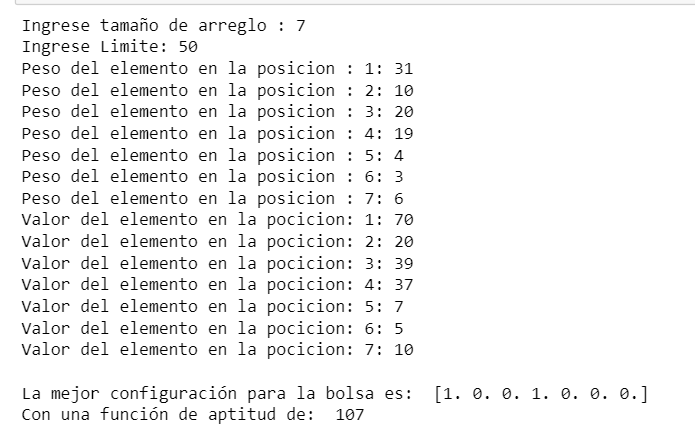 Ingrese tamaño de arreglo : 7
Ingrese Limite: 50
Peso del elemento en la posicion : 1: 31
Peso del elemento en la posicion : 2: 10
Peso del elemento en la posicion : 3: 20
Peso del elemento en la posicion : 4: 19
Peso del elemento en la posicion : 5: 4
Peso del elemento en la posicion : 6: 3
Peso del elemento en la posicion : 7: 6
Valor del elemento en la pocicion: 1: 70
Valor del elemento en la pocicion: 2: 20
Valor del elemento en la pocicion: 3: 39
Valor del elemento en la pocicion: 4: 37
Valor del elemento en la pocicion: 5: 7
Valor del elemento en la pocicion: 6: 5
Valor del elemento en la pocicion: 7: 10
La mejor configuración para la bolsa es:  [1. 0. 0. 1. 0. 0. 0.]
Con una función de aptitud de:  107